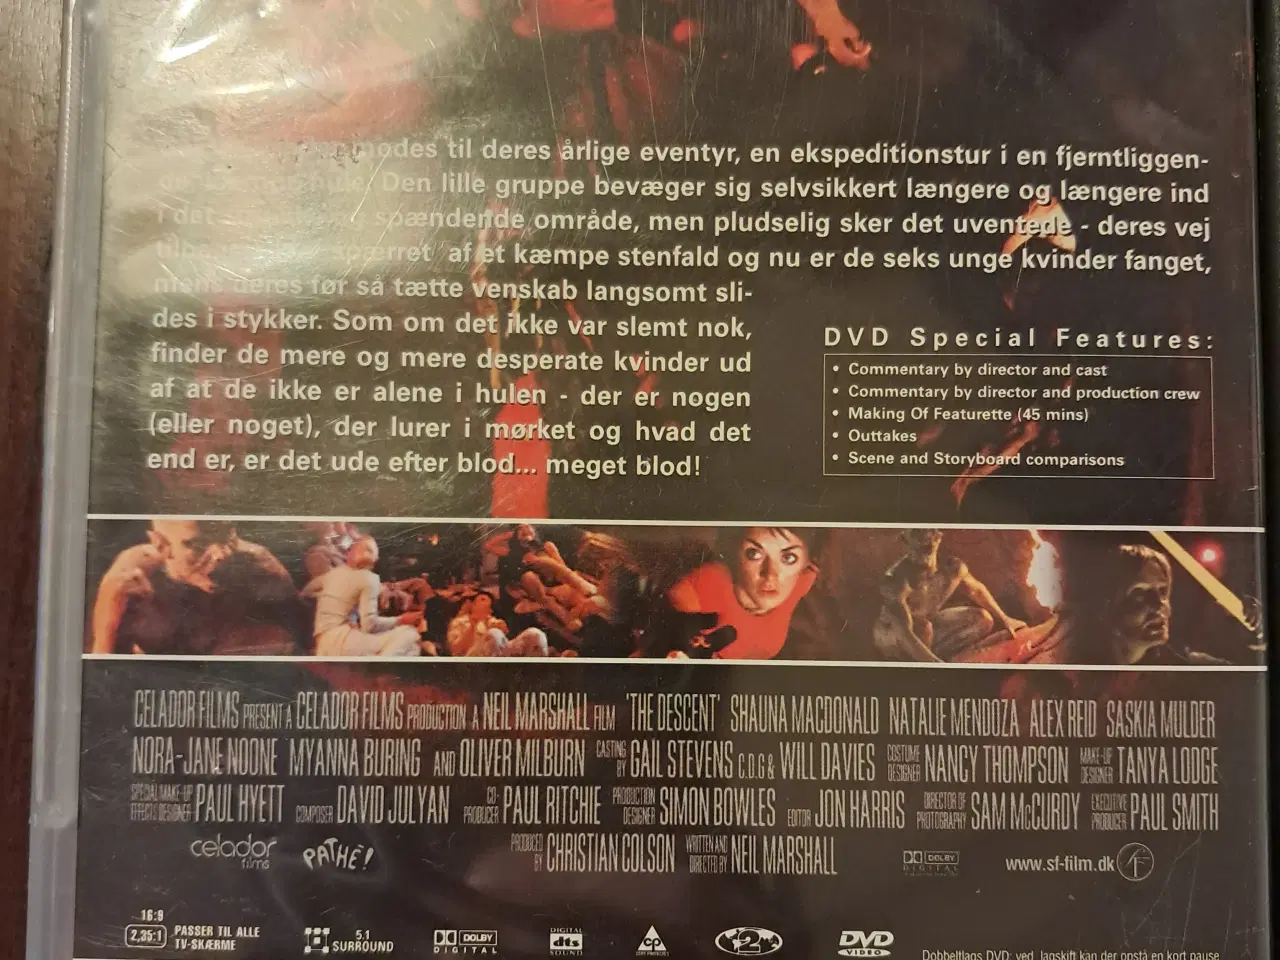 mødes til deres årlige eventyr, en ekspeditionstur i en fjerntliggen-
Den lille gruppe bevæger sig selvsikkert længere og længere ind
i det spændende område, men pludselig sker det uventede - deres vej
af et kæmpe stenfald og nu er de seks unge kvinder fanget,
mens deres før så tætte venskab langsomt sli-
des i stykker. Som om det ikke var slemt nok,
finder de mere og mere desperate kvinder ud
af at de ikke er alene i hulen - der er nogen
(eller noget), der lurer i mørket og hvad det
end er, er det ude efter blod... meget blod!
DVD Special Features:
• Commentary by director and cast
• Commentary by director and production crew
• Making Of Featurette (45 mins)
• Outtakes
• Scene and Storyboard comparisons
CELADOR FILMS PRESENT A CELADOR FILMS PRODUCTION A NEIL MARSHALL FILM 'THE DESCENT' SHAUNA MACDONALD NATALIE MENDOZA ALEX REID SASKIA MULDER
NORA-JANE NOONE MYANNA BURING AND OLIVER MILBURN CASTING BY GAIL STEVENS C.D.G & WILL DAVIES COSTUME DESIGNER NANCY THOMPSON MAKE-UP DESIGNER TANYA LODGE
SPECIAL MAKE-UP EFFECTS DESIGNER PAUL HYETT COMPOSER DAVID JULYAN CO-PRODUCER PAUL RITCHIE PRODUCTION DESIGNER SIMON BOWLES EDITOR JON HARRIS DIRECTOR OF PHOTOGRAPHY SAM McCURDY EXECUTIVE PRODUCER PAUL SMITH
PRODUCED BY CHRISTIAN COLSON WRITTEN AND DIRECTED BY NEIL MARSHALL
celador films
PATHE!
DOLBY DIGITAL
www.sf-film.dk
16:9
2,35:1
PASSER TIL ALLE
TV-SKÆRME
5.1
SURROUND
DOLBY
DIGITAL
DIGITAL
dts
SOUND
CP
2
DVD
VIDEO
Dobbeltlags DVD: ved lagskift kan der opstå en kort pause